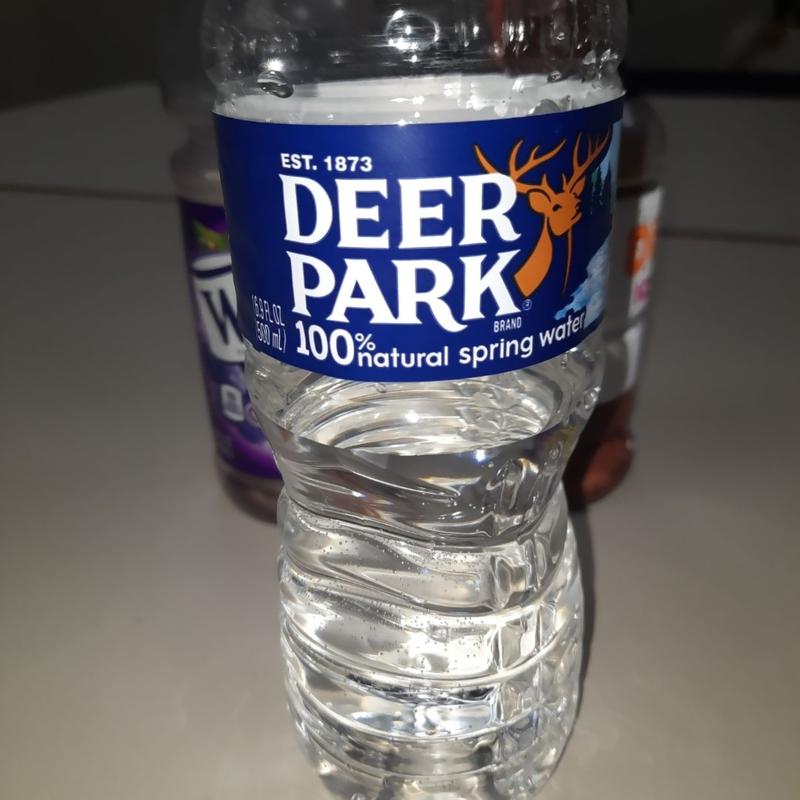 EST. 1873
DEER
PARK®
BRAND
16.9 FL OZ
(500 mL)
100% natural spring water
W